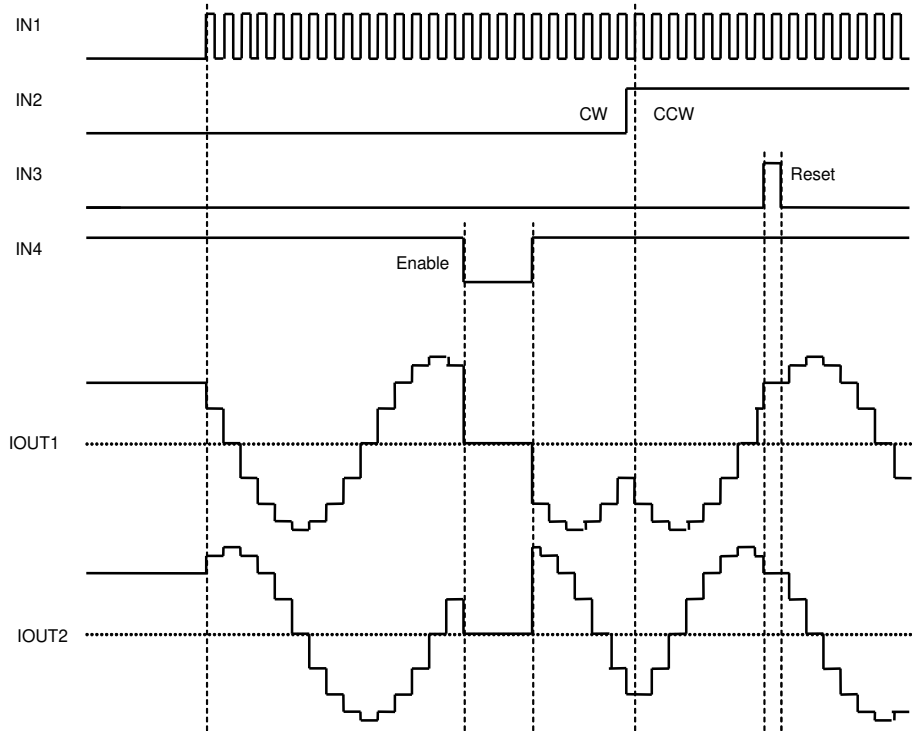 IN1
IN2
CW CCW
IN3
Reset
IN4
Enable
IOUT1
IOUT2